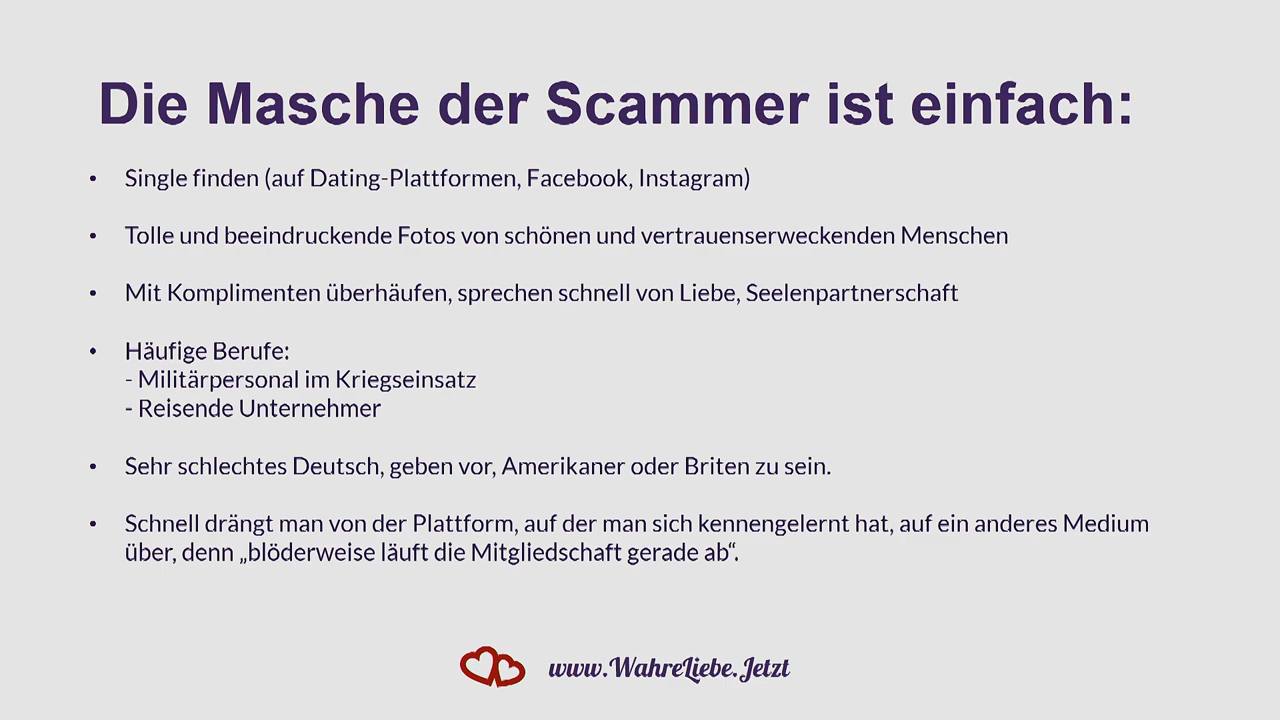 Die Masche der Scammer ist einfach:
• Single finden (auf Dating-Plattformen, Facebook, Instagram)
• Tolle und beeindruckende Fotos von schönen und vertrauenserweckenden Menschen
• Mit Komplimenten überhäufen, sprechen schnell von Liebe, Seelenpartnerschaft
• Häufige Berufe:
- Militärpersonal im Kriegseinsatz
- Reisende Unternehmer
• Sehr schlechtes Deutsch, geben vor, Amerikaner oder Briten zu sein.
• Schnell drängt man von der Plattform, auf der man sich kennengelernt hat, auf ein anderes Medium
über, denn „blöderweise läuft die Mitgliedschaft gerade ab“.
www.WahreLiebe.Jetzt